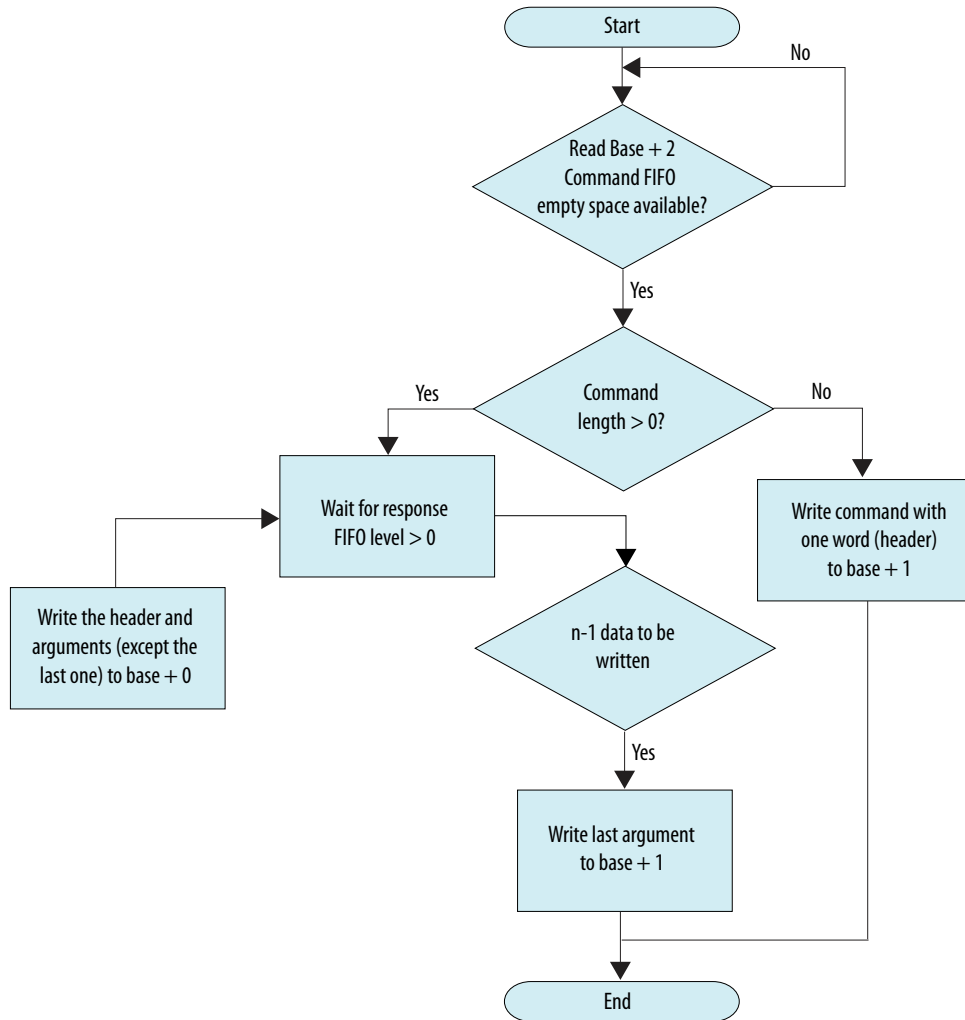 Start
No
Read Base + 2
Command FIFO
empty space available?
Yes
Command
length > 0?
Yes
No
Wait for response
FIFO level > 0
Write command with
one word (header)
to base + 1
Write the header and
arguments (except the
last one) to base + 0
n-1 data to be
written
Yes
Write last argument
to base + 1
End